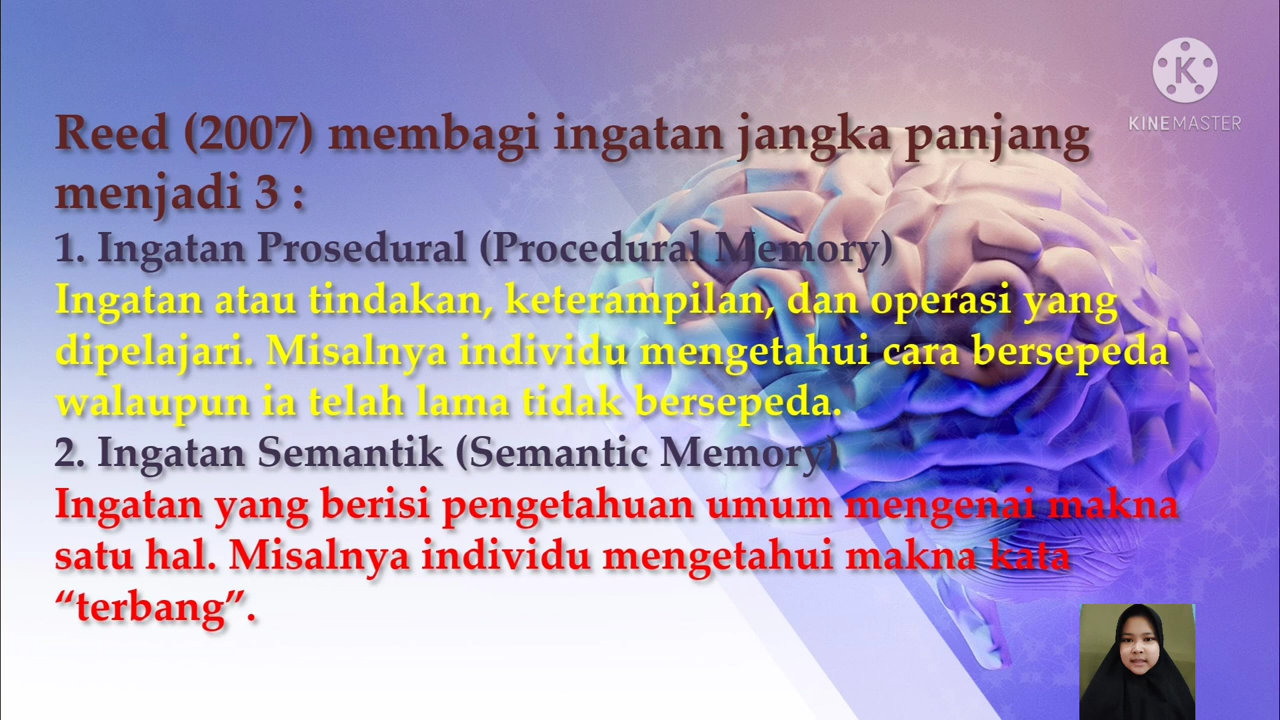 K
KINEMASTER
Reed (2007) membagi ingatan jangka panjang
menjadi 3 :
1. Ingatan Prosedural (Procedural Memory)
Ingatan atau tindakan, keterampilan, dan operasi yang
dipelajari. Misalnya individu mengetahui cara bersepeda
walaupun ia telah lama tidak bersepeda.
2. Ingatan Semantik (Semantic Memory)
Ingatan yang berisi pengetahuan umum mengenai makna
satu hal. Misalnya individu mengetahui makna kata
“terbang”.